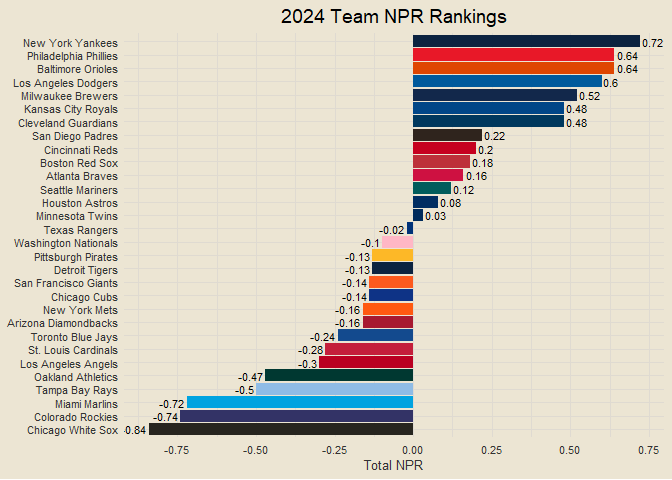 2024 Team NPR Rankings
New York Yankees 0.72
Philadelphia Phillies 0.64
Baltimore Orioles 0.64
Los Angeles Dodgers 0.6
Milwaukee Brewers 0.52
Kansas City Royals 0.48
Cleveland Guardians 0.48
San Diego Padres 0.22
Cincinnati Reds 0.2
Boston Red Sox 0.18
Atlanta Braves 0.16
Seattle Mariners 0.12
Houston Astros 0.08
Minnesota Twins 0.03
Texas Rangers -0.02
Washington Nationals -0.1
Pittsburgh Pirates -0.13
Detroit Tigers -0.13
San Francisco Giants -0.14
Chicago Cubs -0.14
New York Mets -0.16
Arizona Diamondbacks -0.16
Toronto Blue Jays -0.24
St. Louis Cardinals -0.28
Los Angeles Angels -0.3
Oakland Athletics -0.47
Tampa Bay Rays -0.5
Miami Marlins -0.72
Colorado Rockies -0.74
Chicago White Sox -0.84
-0.75 -0.50 -0.25 0.00 0.25 0.50 0.75
Total NPR